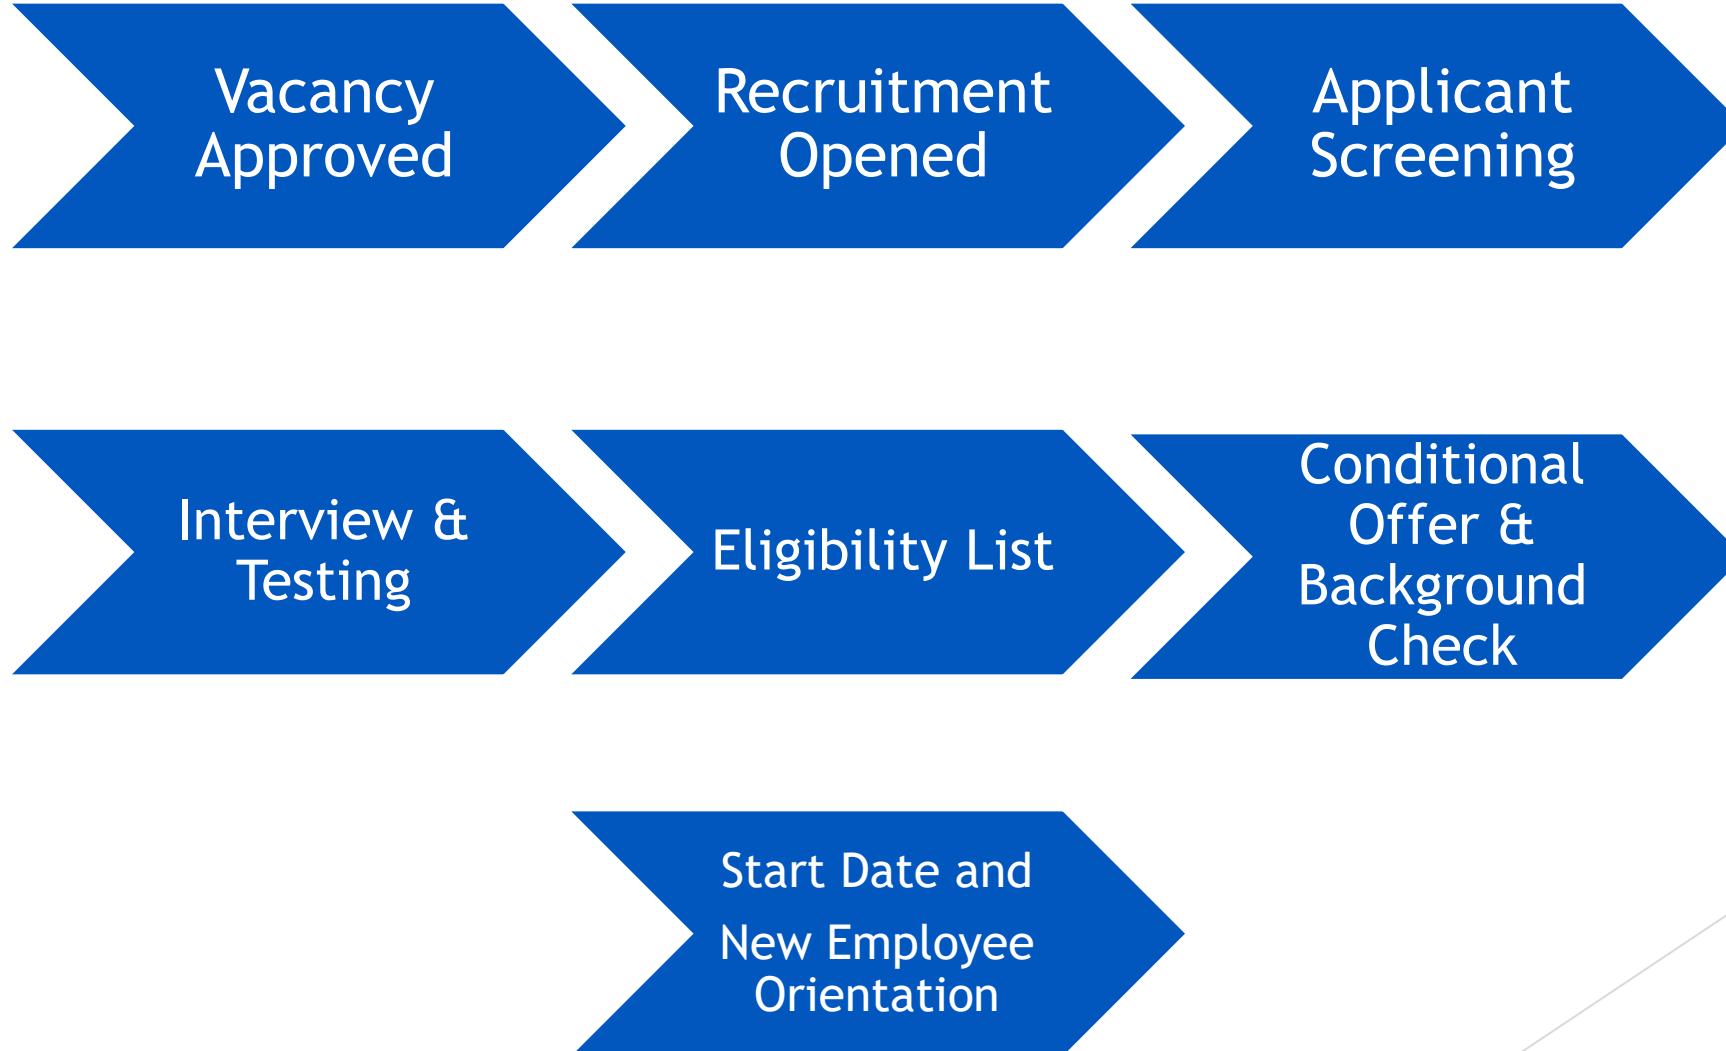 Vacancy
Approved
Recruitment
Opened
Applicant
Screening
Interview &
Testing
Eligibility List
Conditional
Offer &
Background
Check
Start Date and
New Employee
Orientation